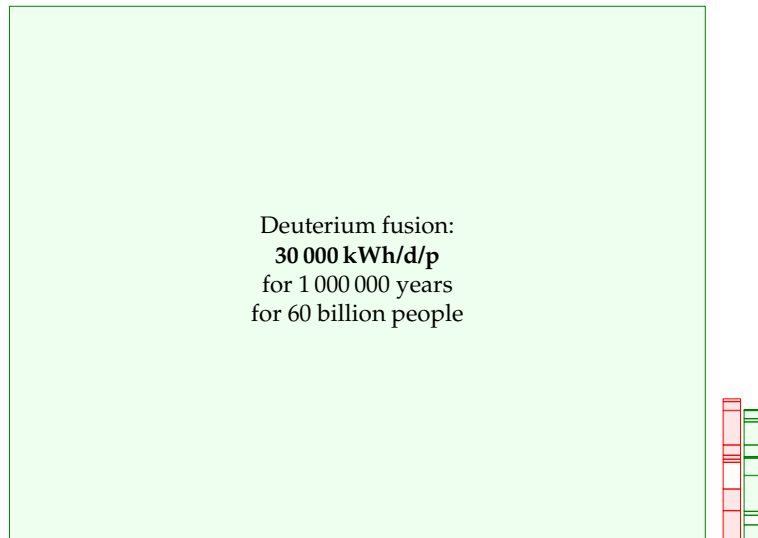 Deuterium fusion:
30 000 kWh/d/p
for 1 000 000 years
for 60 billion people